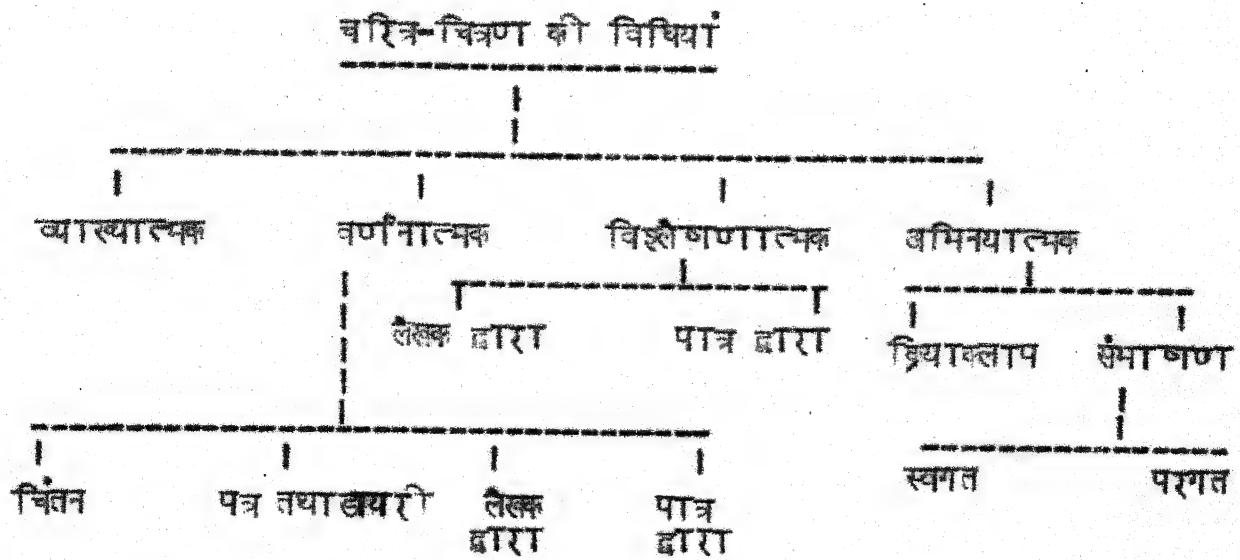 चरित्र-चित्रण की विधियां
व्याख्यात्मक वर्णनात्मक विश्लेषणात्मक अभिनयात्मक
लेखक द्वारा पात्र द्वारा क्रियाकलाप संभाषण
चिंतन पत्र तथा डायरी लेखक पात्र स्वगत परगत
द्वारा द्वारा